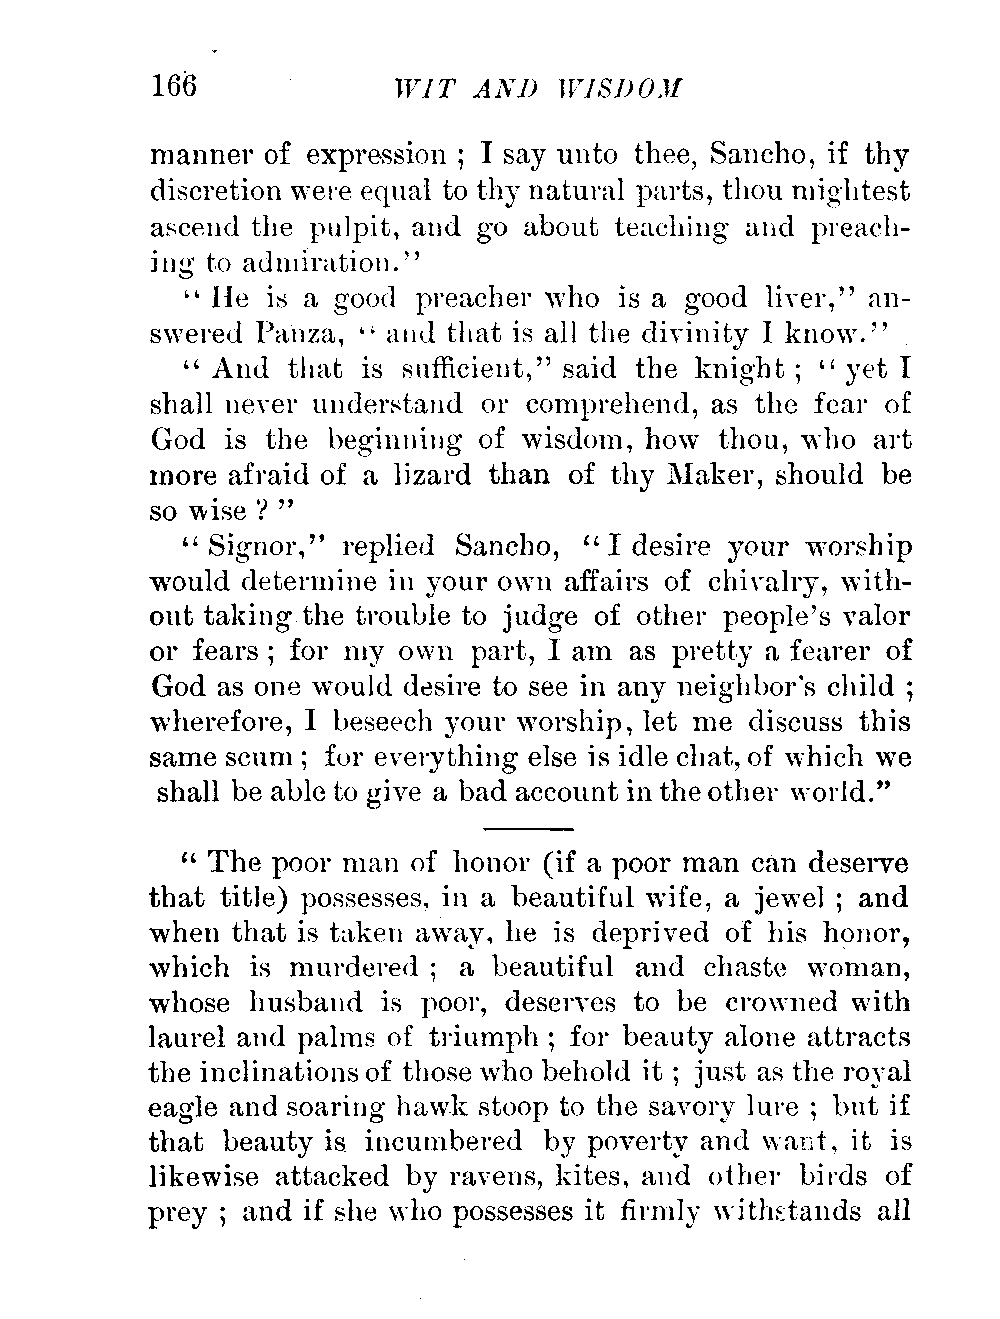 166 WIT AND WISDOM
manner of expression ; I say unto thee, Sancho, if thy
discretion were equal to thy natural parts, thou mightest
ascend the pulpit, and go about teaching and preach-
ing to admiration.”
“ He is a good preacher who is a good liver,” an-
swered Panza, “ and that is all the divinity I know.”
“ And that is sufficient,” said the knight ; “ yet I
shall never understand or comprehend, as the fear of
God is the beginning of wisdom, how thou, who art
more afraid of a lizard than of thy Maker, should be
so wise ? ”
“ Signor,” replied Sancho, “ I desire your worship
would determine in your own affairs of chivalry, with-
out taking the trouble to judge of other people’s valor
or fears ; for my own part, I am as pretty a fearer of
God as one would desire to see in any neighbor’s child ;
wherefore, I beseech your worship, let me discuss this
same scum ; for everything else is idle chat, of which we
shall be able to give a bad account in the other world.”
“ The poor man of honor (if a poor man can deserve
that title) possesses, in a beautiful wife, a jewel ; and
when that is taken away, he is deprived of his honor,
which is murdered ; a beautiful and chaste woman,
whose husband is poor, deserves to be crowned with
laurel and palms of triumph ; for beauty alone attracts
the inclinations of those who behold it ; just as the royal
eagle and soaring hawk stoop to the savory lure ; but if
that beauty is incumbered by poverty and want, it is
likewise attacked by ravens, kites, and other birds of
prey ; and if she who possesses it firmly withstands all